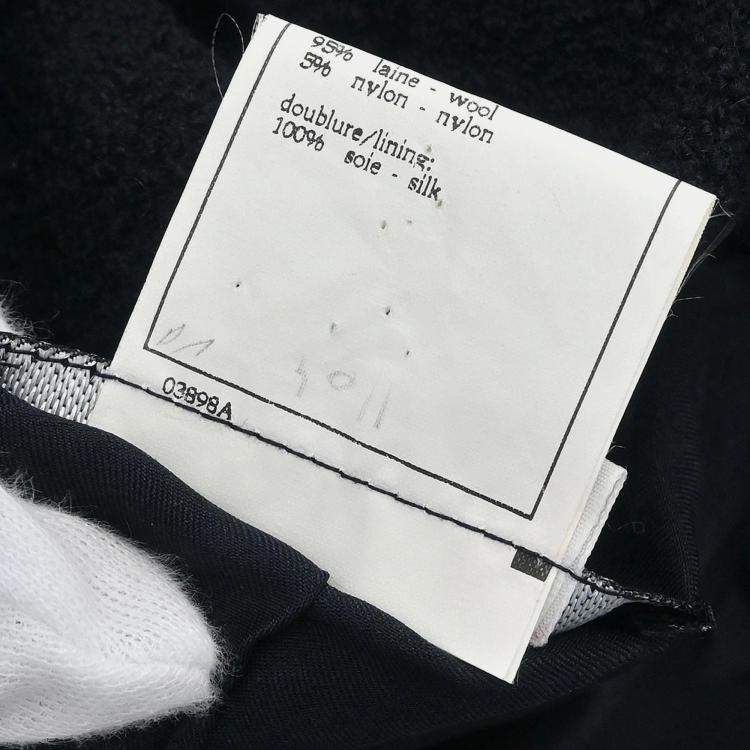 95% laine - wool
5% nylon - nylon
doublure/lining:
100% soie - silk
03898A